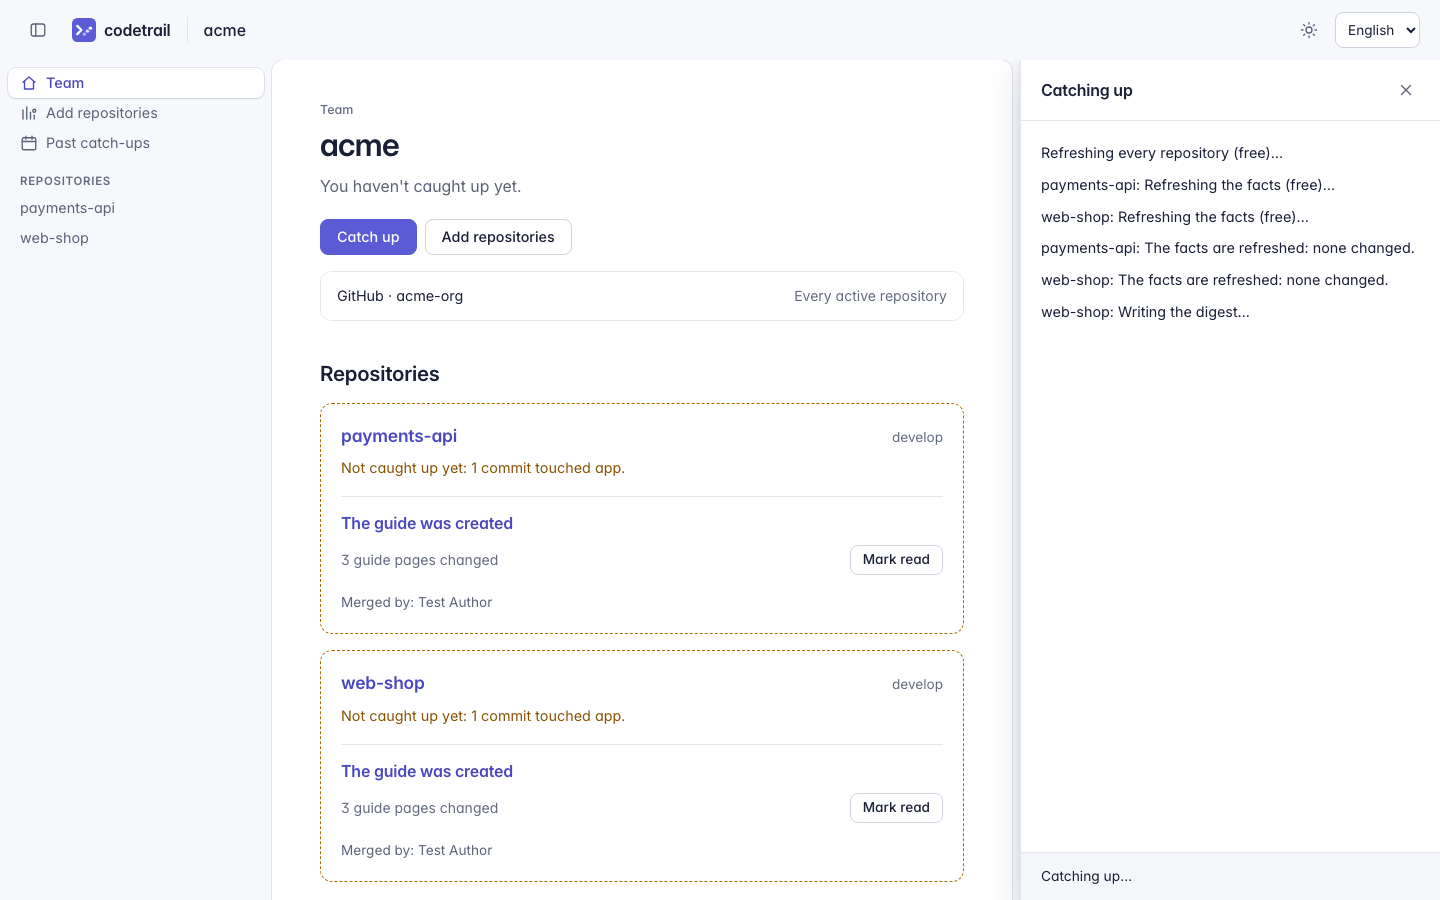 codetrail
acme
English
Team
Add repositories
Past catch-ups
REPOSITORIES
payments-api
web-shop
Team
acme
You haven't caught up yet.
Catch up
Add repositories
GitHub · acme-org
Every active repository
Repositories
payments-api
develop
Not caught up yet: 1 commit touched app.
The guide was created
3 guide pages changed
Mark read
Merged by: Test Author
web-shop
develop
Not caught up yet: 1 commit touched app.
The guide was created
3 guide pages changed
Mark read
Merged by: Test Author
Catching up
Refreshing every repository (free)...
payments-api: Refreshing the facts (free)...
web-shop: Refreshing the facts (free)...
payments-api: The facts are refreshed: none changed.
web-shop: The facts are refreshed: none changed.
web-shop: Writing the digest...
Catching up...